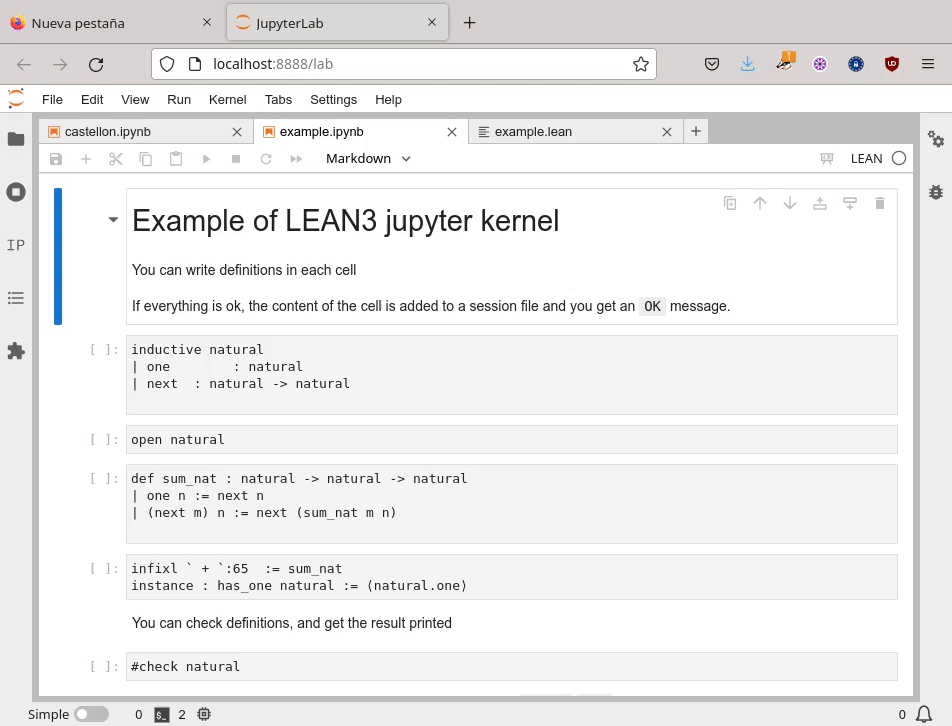 Nueva pestaña
JupyterLab
localhost:8888/lab
1
File Edit View Run Kernel Tabs Settings Help
castellon.ipynb
example.ipynb
example.lean
Markdown
LEAN
Example of LEAN3 jupyter kernel
You can write definitions in each cell
If everything is ok, the content of the cell is added to a session file and you get an OK message.
[ ]: inductive natural
| one        : natural
| next  : natural -> natural
[ ]: open natural
[ ]: def sum_nat : natural -> natural -> natural
| one n := next n
| (next m) n := next (sum_nat m n)
[ ]: infixl ` + `:65  := sum_nat
instance : has_one natural := ⟨natural.one⟩
You can check definitions, and get the result printed
[ ]: #check natural
IP
Simple 0 $_ 2 0